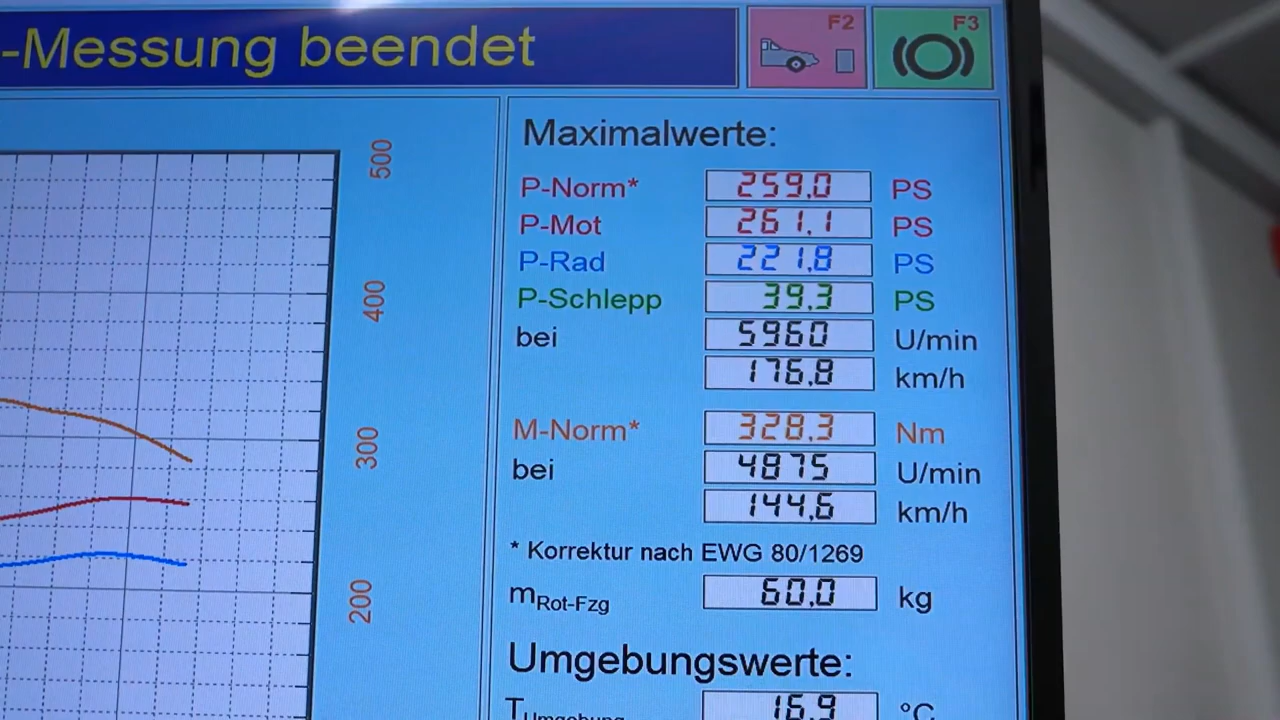 -Messung beendet
F2
F3
500
400
300
200
Maximalwerte:
P-Norm* 259.0 PS
P-Mot 261.1 PS
P-Rad 221.8 PS
P-Schlepp 39.3 PS
bei 5960 U/min
176.8 km/h
M-Norm* 328.3 Nm
bei 4875 U/min
144.6 km/h
* Korrektur nach EWG 80/1269
mRot-Fzg 60.0 kg
Umgebungswerte:
TUmgebung 16.9 °C